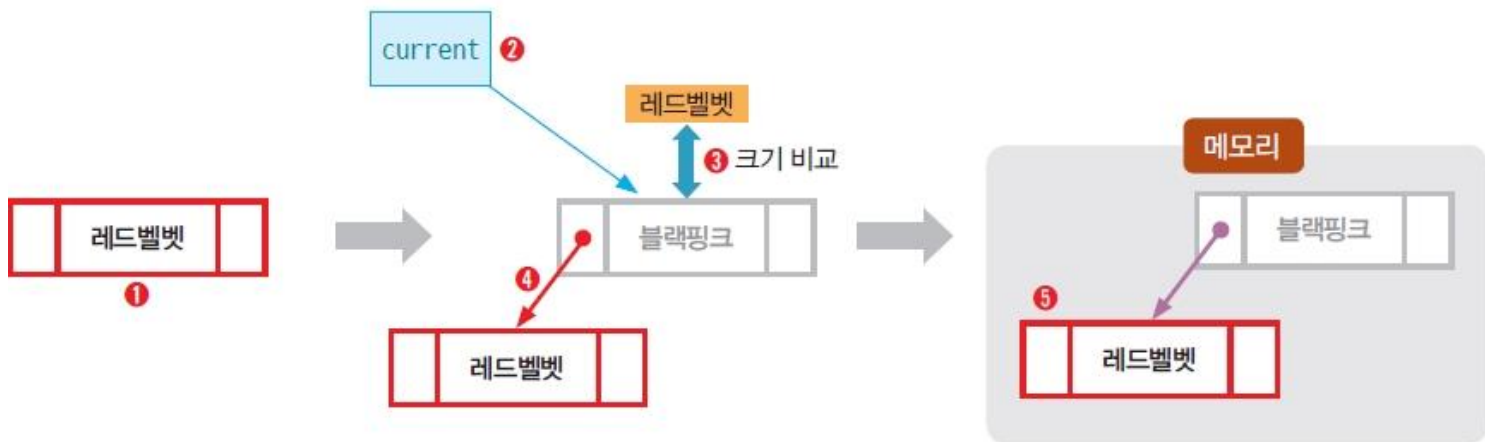 레드벨벳
❶
current ❷
레드벨벳
❸ 크기 비교
블랙핑크
❹
레드벨벳
메모리
블랙핑크
❺
레드벨벳